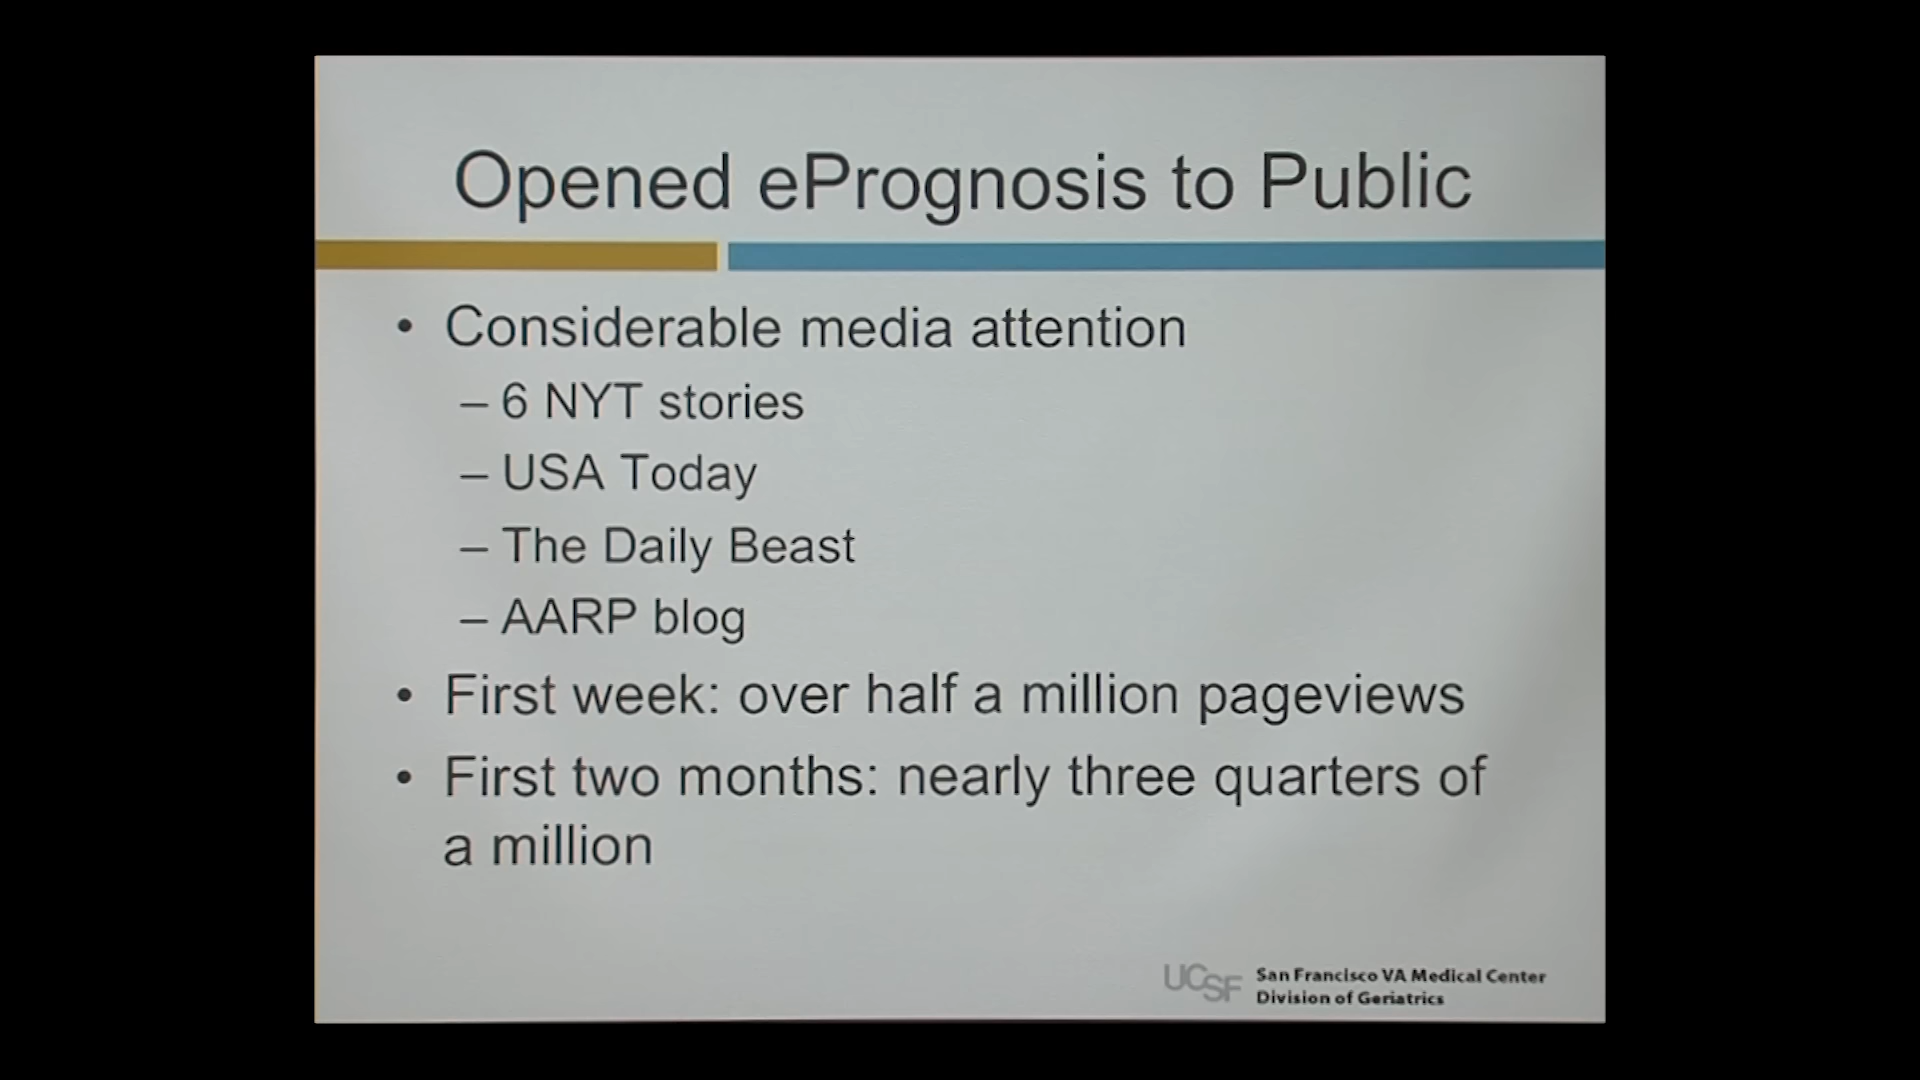 Opened ePrognosis to Public
• Considerable media attention
– 6 NYT stories
– USA Today
– The Daily Beast
– AARP blog
• First week: over half a million pageviews
• First two months: nearly three quarters of
a million
UCSF San Francisco VA Medical Center
Division of Geriatrics